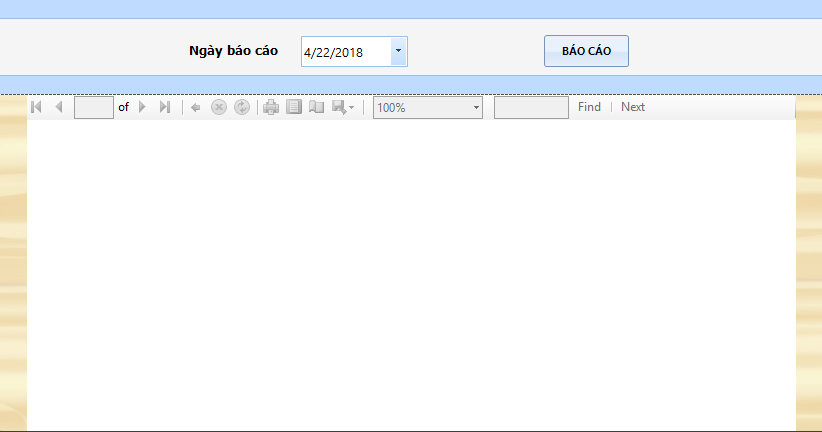 Ngày báo cáo 4/22/2018 BÁO CÁO
of 100% Find Next